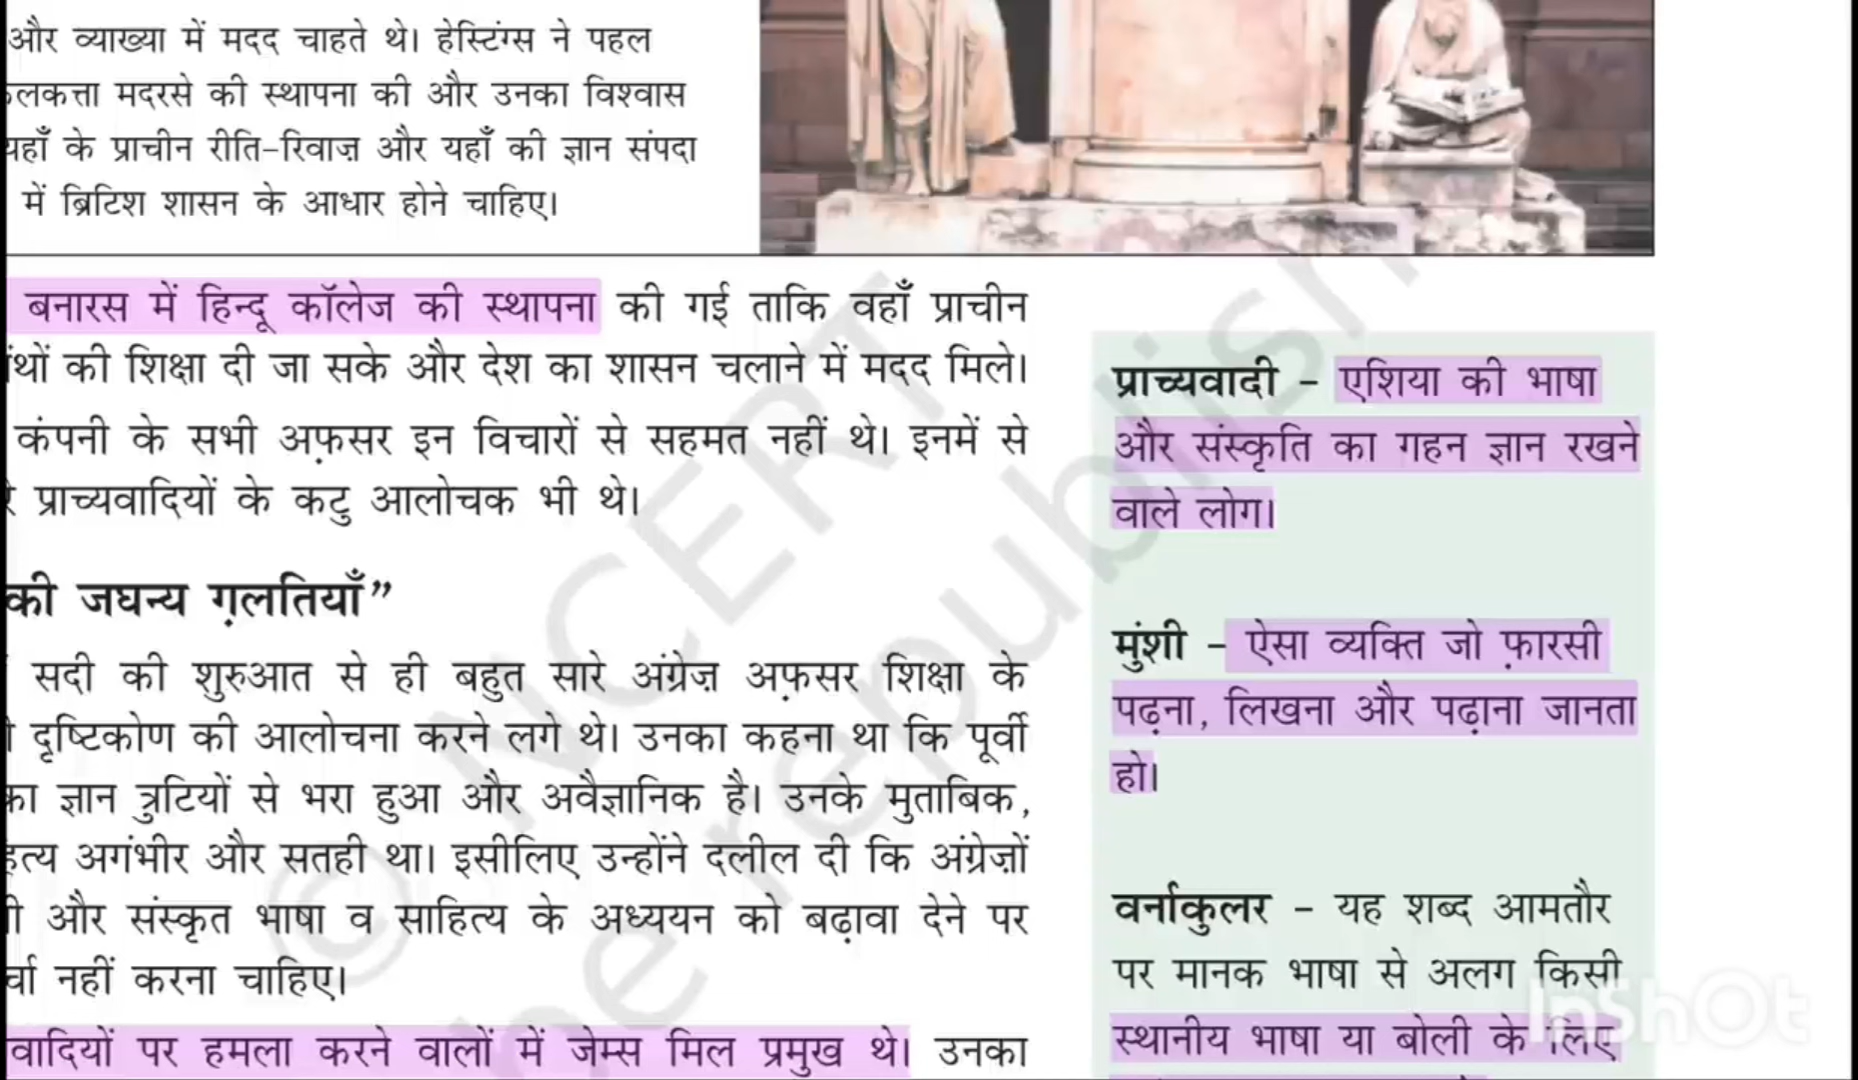 और व्याख्या में मदद चाहते थे। हेस्टिंग्स ने पहल
लकत्ता मदरसे की स्थापना की और उनका विश्वास
यहाँ के प्राचीन रीति-रिवाज़ और यहाँ की ज्ञान संपदा
में ब्रिटिश शासन के आधार होने चाहिए।
बनारस में हिन्दू कॉलेज की स्थापना की गई ताकि वहाँ प्राचीन
ंथों की शिक्षा दी जा सके और देश का शासन चलाने में मदद मिले।
कंपनी के सभी अफ़सर इन विचारों से सहमत नहीं थे। इनमें से
प्राच्यवादियों के कटु आलोचक भी थे।
की जघन्य ग़लतियाँ”
सदी की शुरुआत से ही बहुत सारे अंग्रेज़ अफ़सर शिक्षा के
दृष्टिकोण की आलोचना करने लगे थे। उनका कहना था कि पूर्वी
का ज्ञान त्रुटियों से भरा हुआ और अवैज्ञानिक है। उनके मुताबिक,
हित्य अगंभीर और सतही था। इसीलिए उन्होंने दलील दी कि अंग्रेज़ों
और संस्कृत भाषा व साहित्य के अध्ययन को बढ़ावा देने पर
र्चा नहीं करना चाहिए।
वादियों पर हमला करने वालों में जेम्स मिल प्रमुख थे। उनका
प्राच्यवादी – एशिया की भाषा
और संस्कृति का गहन ज्ञान रखने
वाले लोग।
मुंशी – ऐसा व्यक्ति जो फ़ारसी
पढ़ना, लिखना और पढ़ाना जानता
हो।
वर्नाकुलर – यह शब्द आमतौर
पर मानक भाषा से अलग किसी
स्थानीय भाषा या बोली के लिए
© NCERT
be republish
InShOt